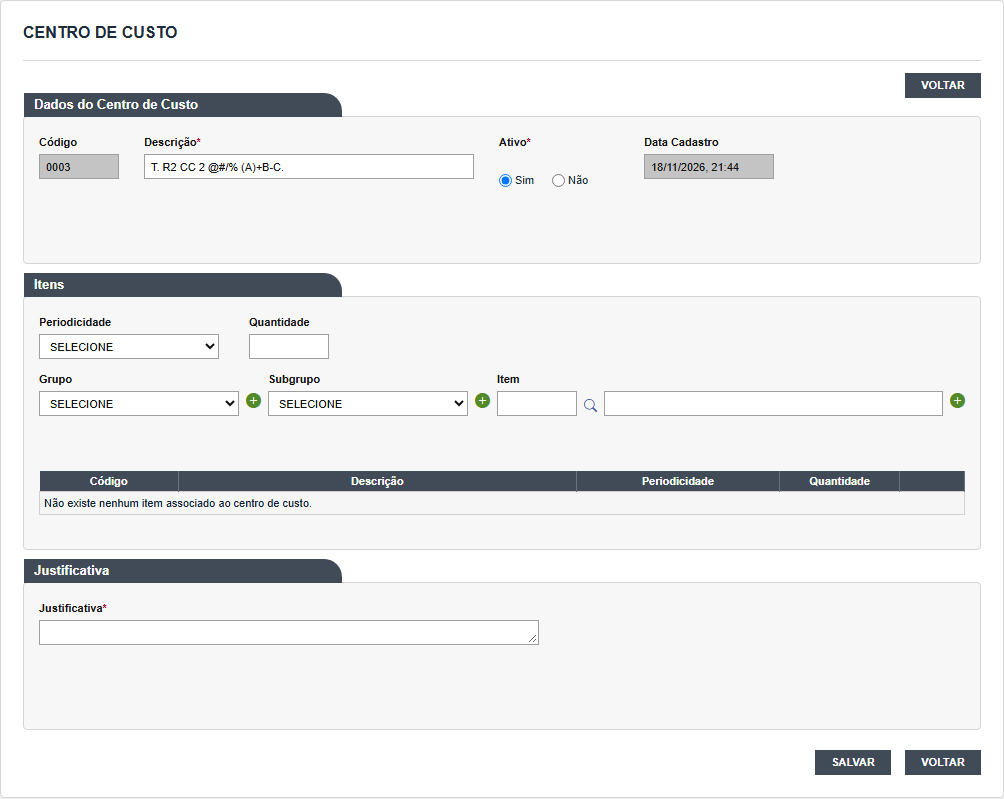 CENTRO DE CUSTO
VOLTAR
Dados do Centro de Custo
Código Descrição* Ativo* Data Cadastro
0003 T. R2 CC 2 @#/% (A)+B-C. Sim Não 18/11/2026, 21:44
Itens
Periodicidade Quantidade
SELECIONE
Grupo Subgrupo Item
SELECIONE SELECIONE
Código Descrição Periodicidade Quantidade
Não existe nenhum item associado ao centro de custo.
Justificativa
Justificativa*
SALVAR VOLTAR